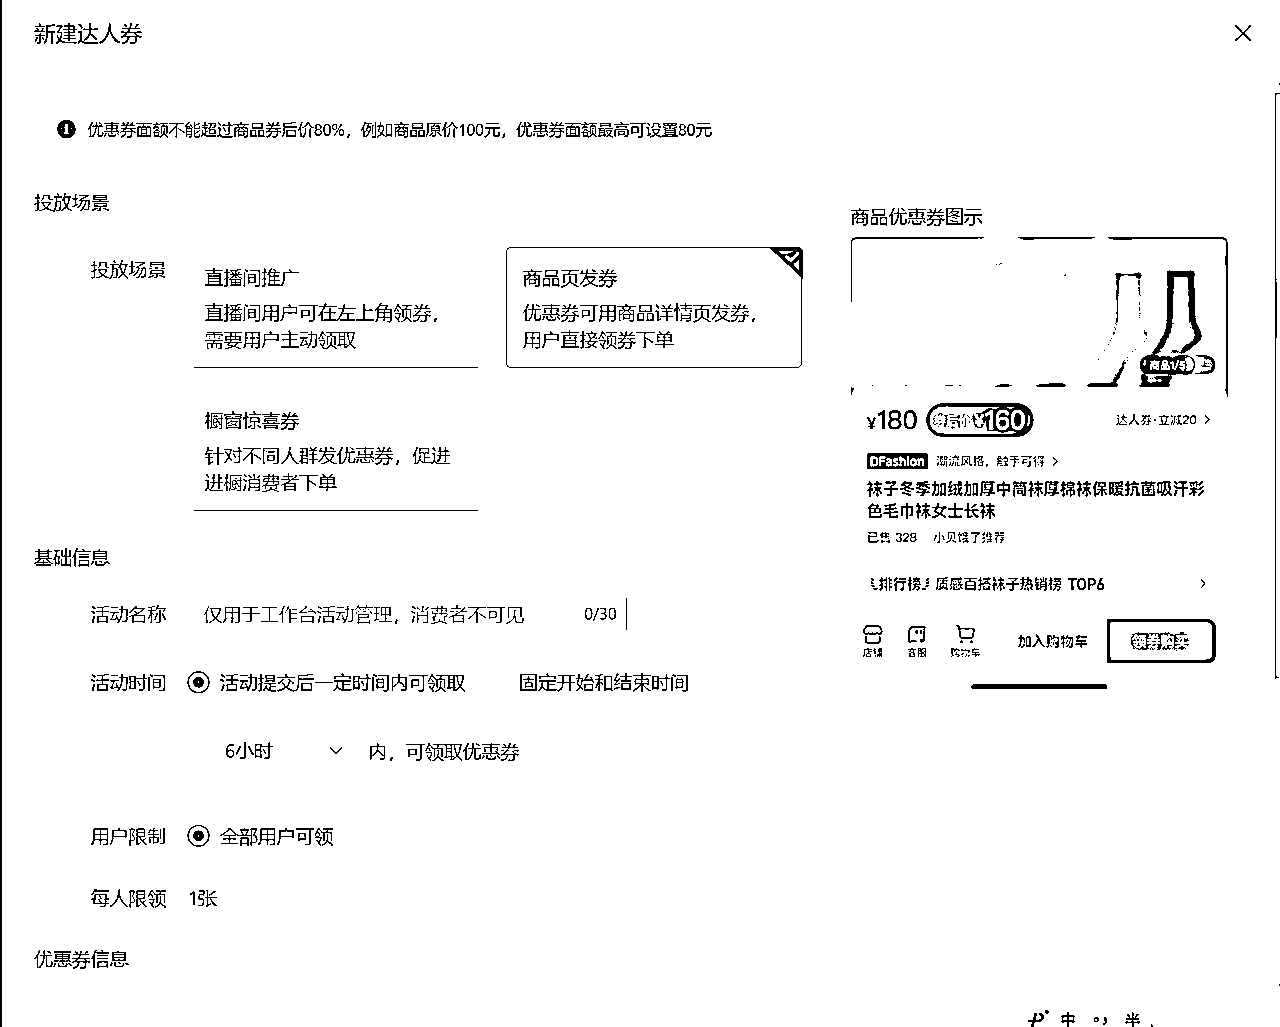 新建达人券
优惠券面额不能超过商品券后价80%，例如商品原价100元，优惠券面额最高可设置80元
投放场景
投放场景
直播间推广
直播间用户可在左上角领券，
需要用户主动领取
商品页发券
优惠券可用商品详情页发券，
用户直接领券下单
橱窗惊喜券
针对不同人群发优惠券，促进
进橱消费者下单
基础信息
活动名称
仅用于工作台活动管理，消费者不可见
0/30
活动时间
活动提交后一定时间内可领取
固定开始和结束时间
6小时
内，可领取优惠券
用户限制
全部用户可领
每人限领
1张
优惠券信息
商品优惠券图示
商品1/5
¥180
券后价 ¥160
达人券·立减20
DFashion 潮流风格，触手可得
袜子冬季加绒加厚中筒袜厚棉袜保暖抗菌吸汗彩
色毛巾袜女士长袜
已售 328 小贝饿了推荐
排行榜 质感百搭袜子热销榜 TOP6
店铺
客服
购物车
加入购物车
领券购买
中 半